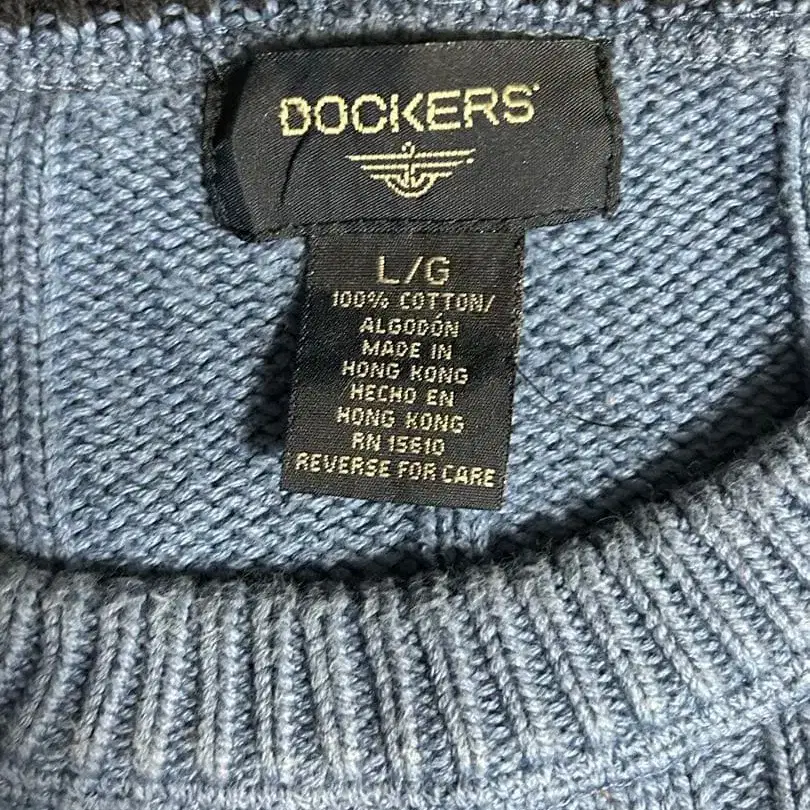 DOCKERS
L/G
100% COTTON/
ALGODÓN
MADE IN
HONG KONG
HECHO EN
HONG KONG
RN 15610
REVERSE FOR CARE